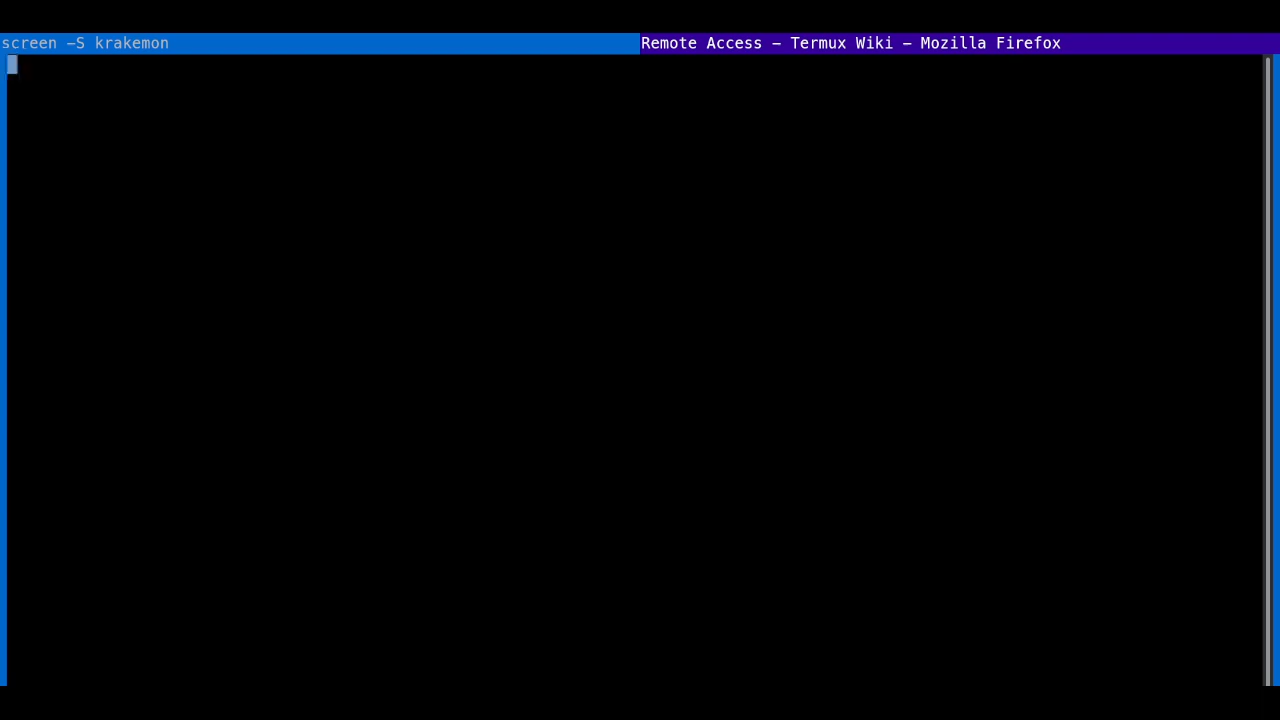 screen -S krakemon
Remote Access - Termux Wiki - Mozilla Firefox